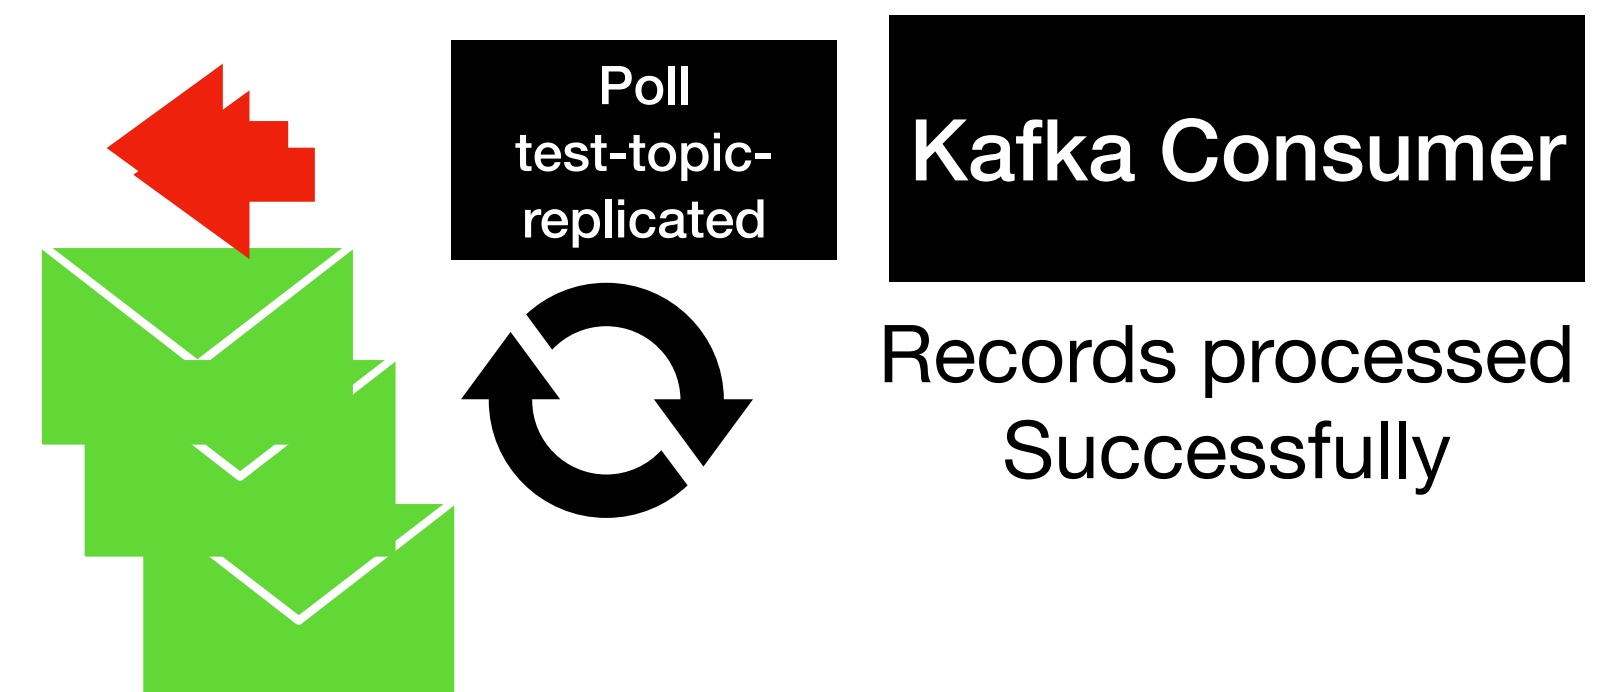 Poll
test-topic-
replicated
Kafka Consumer
Records processed
Successfully